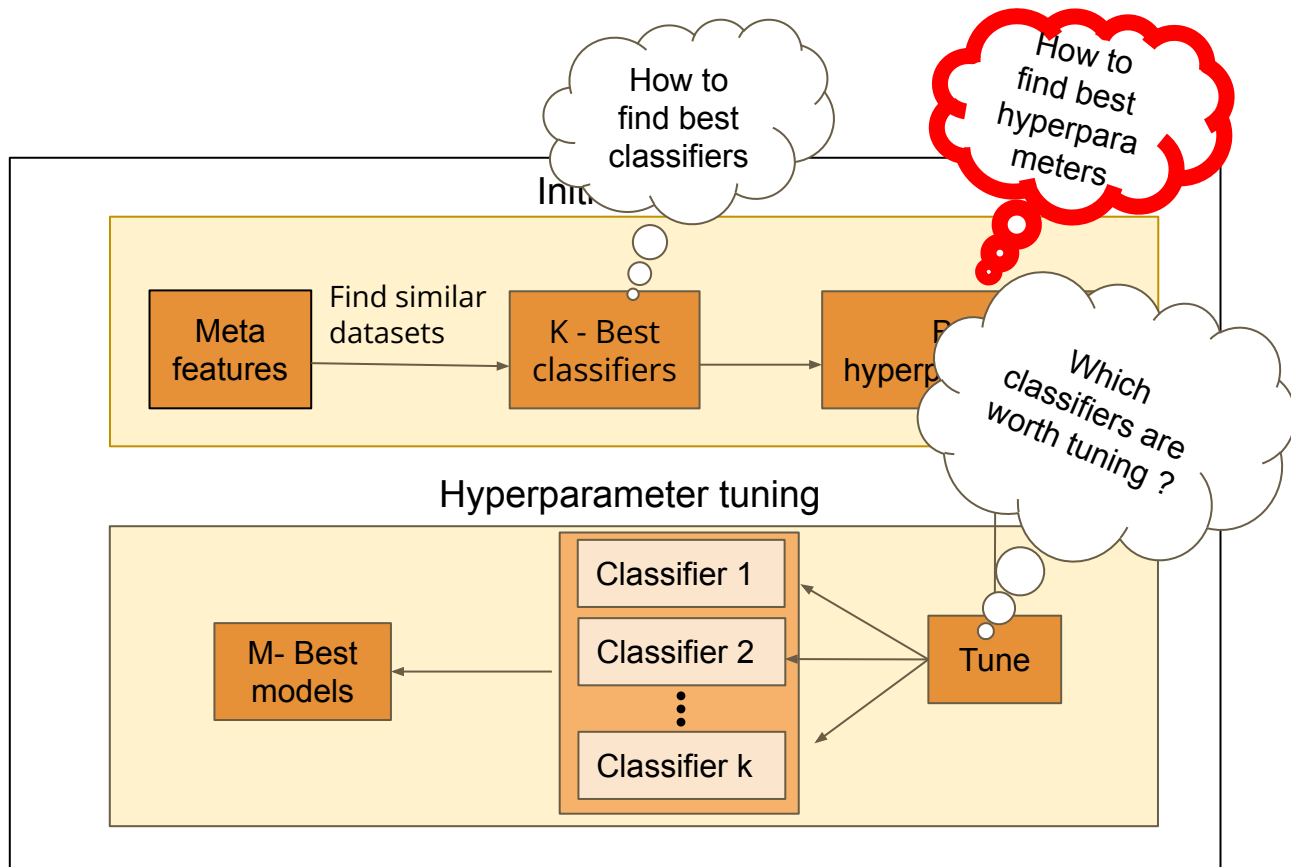 How to
find best
classifiers
How to
find best
hyperpara
meters
Find similar
datasets
Meta
features
K - Best
classifiers
Which
classifiers are
worth tuning ?
Hyperparameter tuning
Classifier 1
Classifier 2
Classifier k
M- Best
models
Tune